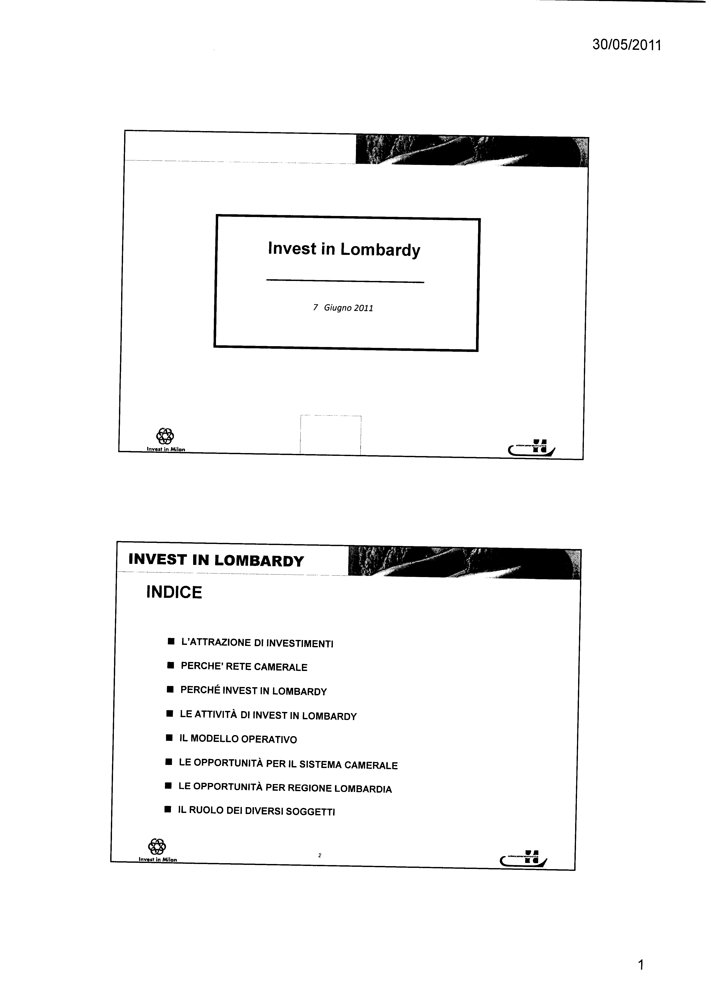 30/05/2011
Invest in Lombardy
7 Giugno 2011
Invest in Milan
unioncameralombardia
INVEST IN LOMBARDY
INDICE
■ L'ATTRAZIONE DI INVESTIMENTI
■ PERCHE' RETE CAMERALE
■ PERCHÉ INVEST IN LOMBARDY
■ LE ATTIVITÀ DI INVEST IN LOMBARDY
■ IL MODELLO OPERATIVO
■ LE OPPORTUNITÀ PER IL SISTEMA CAMERALE
■ LE OPPORTUNITÀ PER REGIONE LOMBARDIA
■ IL RUOLO DEI DIVERSI SOGGETTI
Invest in Milan
2
unioncameralombardia
1